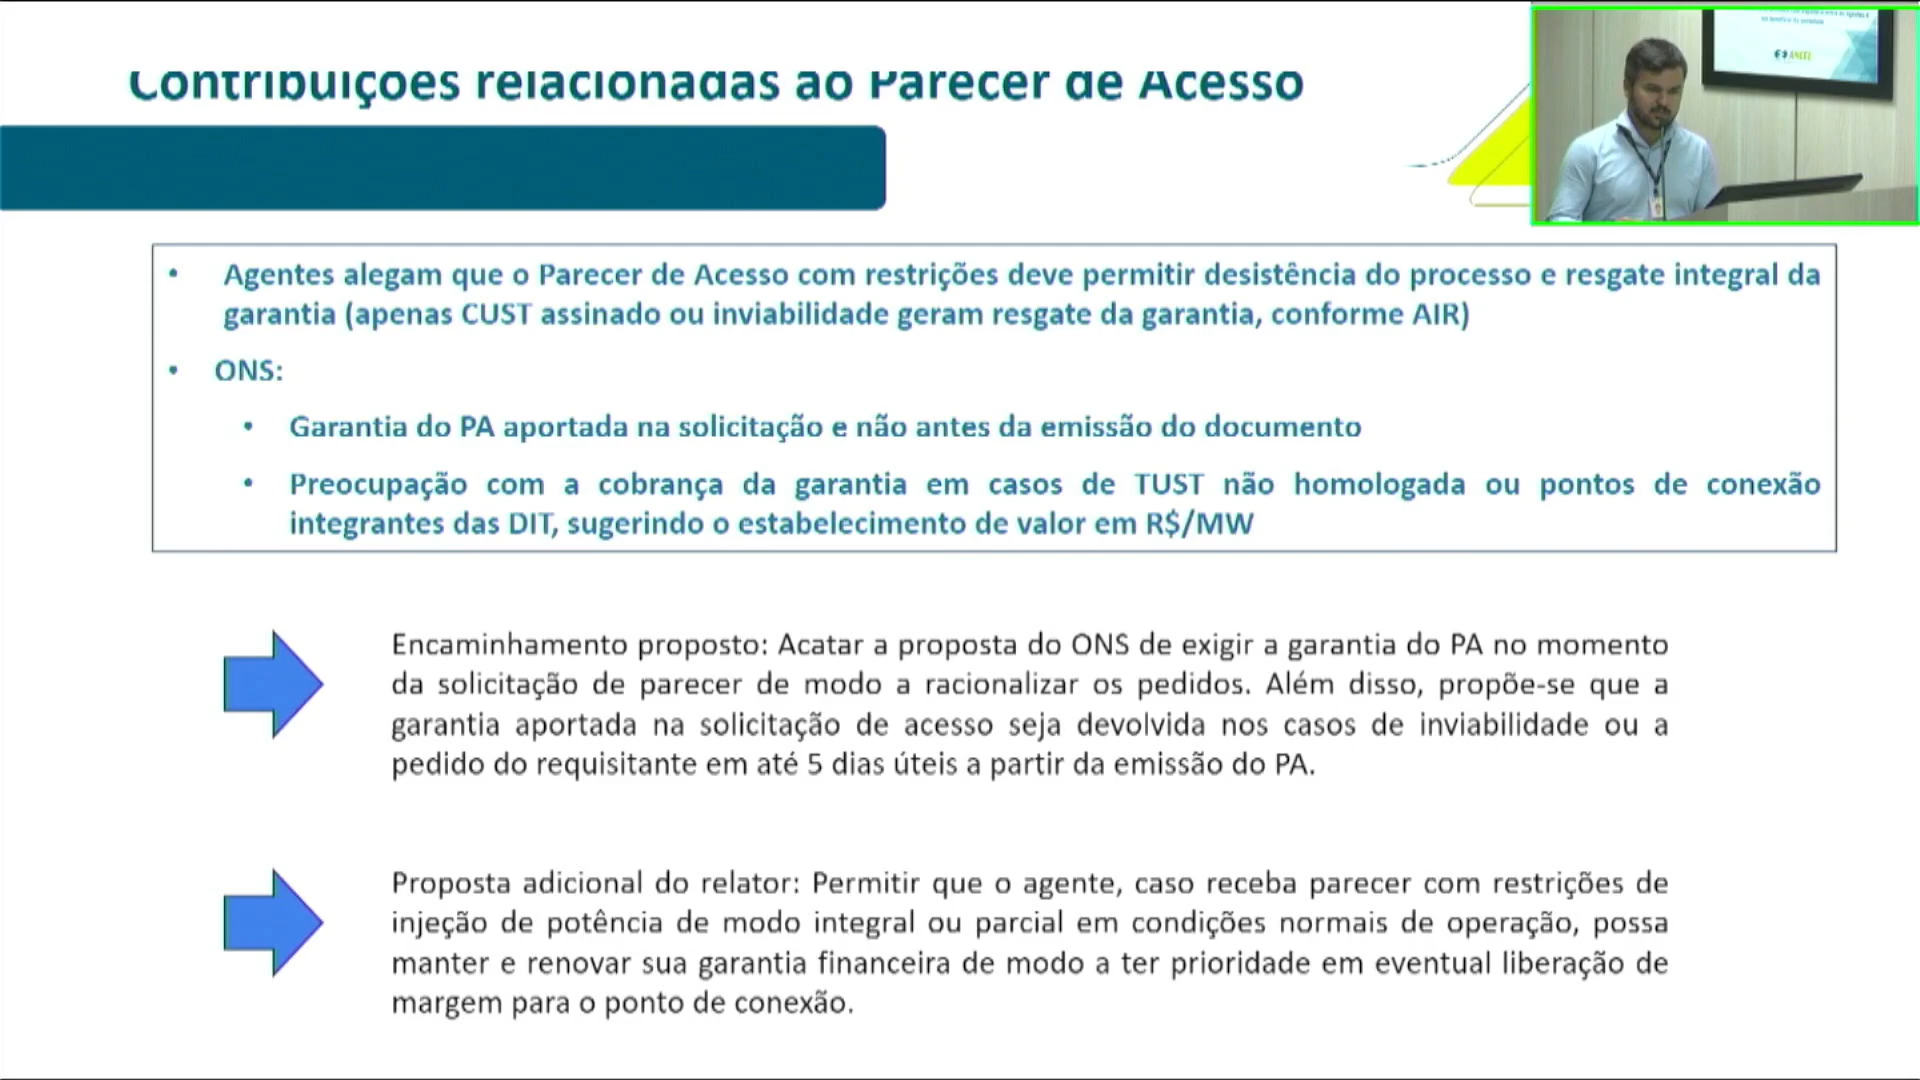 Contribuições relacionadas ao Parecer de Acesso
• Agentes alegam que o Parecer de Acesso com restrições deve permitir desistência do processo e resgate integral da
garantia (apenas CUST assinado ou inviabilidade geram resgate da garantia, conforme AIR)
• ONS:
• Garantia do PA aportada na solicitação e não antes da emissão do documento
• Preocupação com a cobrança da garantia em casos de TUST não homologada ou pontos de conexão
integrantes das DIT, sugerindo o estabelecimento de valor em R$/MW
Encaminhamento proposto: Acatar a proposta do ONS de exigir a garantia do PA no momento
da solicitação de parecer de modo a racionalizar os pedidos. Além disso, propõe-se que a
garantia aportada na solicitação de acesso seja devolvida nos casos de inviabilidade ou a
pedido do requisitante em até 5 dias úteis a partir da emissão do PA.
Proposta adicional do relator: Permitir que o agente, caso receba parecer com restrições de
injeção de potência de modo integral ou parcial em condições normais de operação, possa
manter e renovar sua garantia financeira de modo a ter prioridade em eventual liberação de
margem para o ponto de conexão.
ANEEL